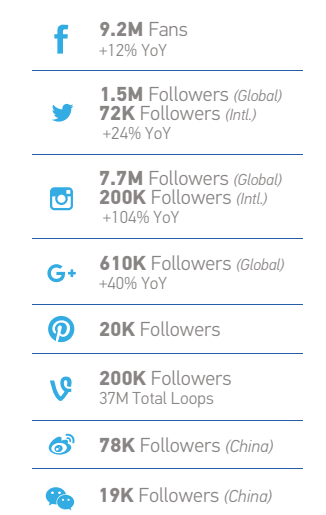 9.2M Fans
+12% YoY
1.5M Followers (Global)
72K Followers (Intl.)
+24% YoY
7.7M Followers (Global)
200K Followers (Intl.)
+104% YoY
G+
610K Followers (Global)
+40% YoY
20K Followers
200K Followers
37M Total Loops
78K Followers (China)
19K Followers (China)